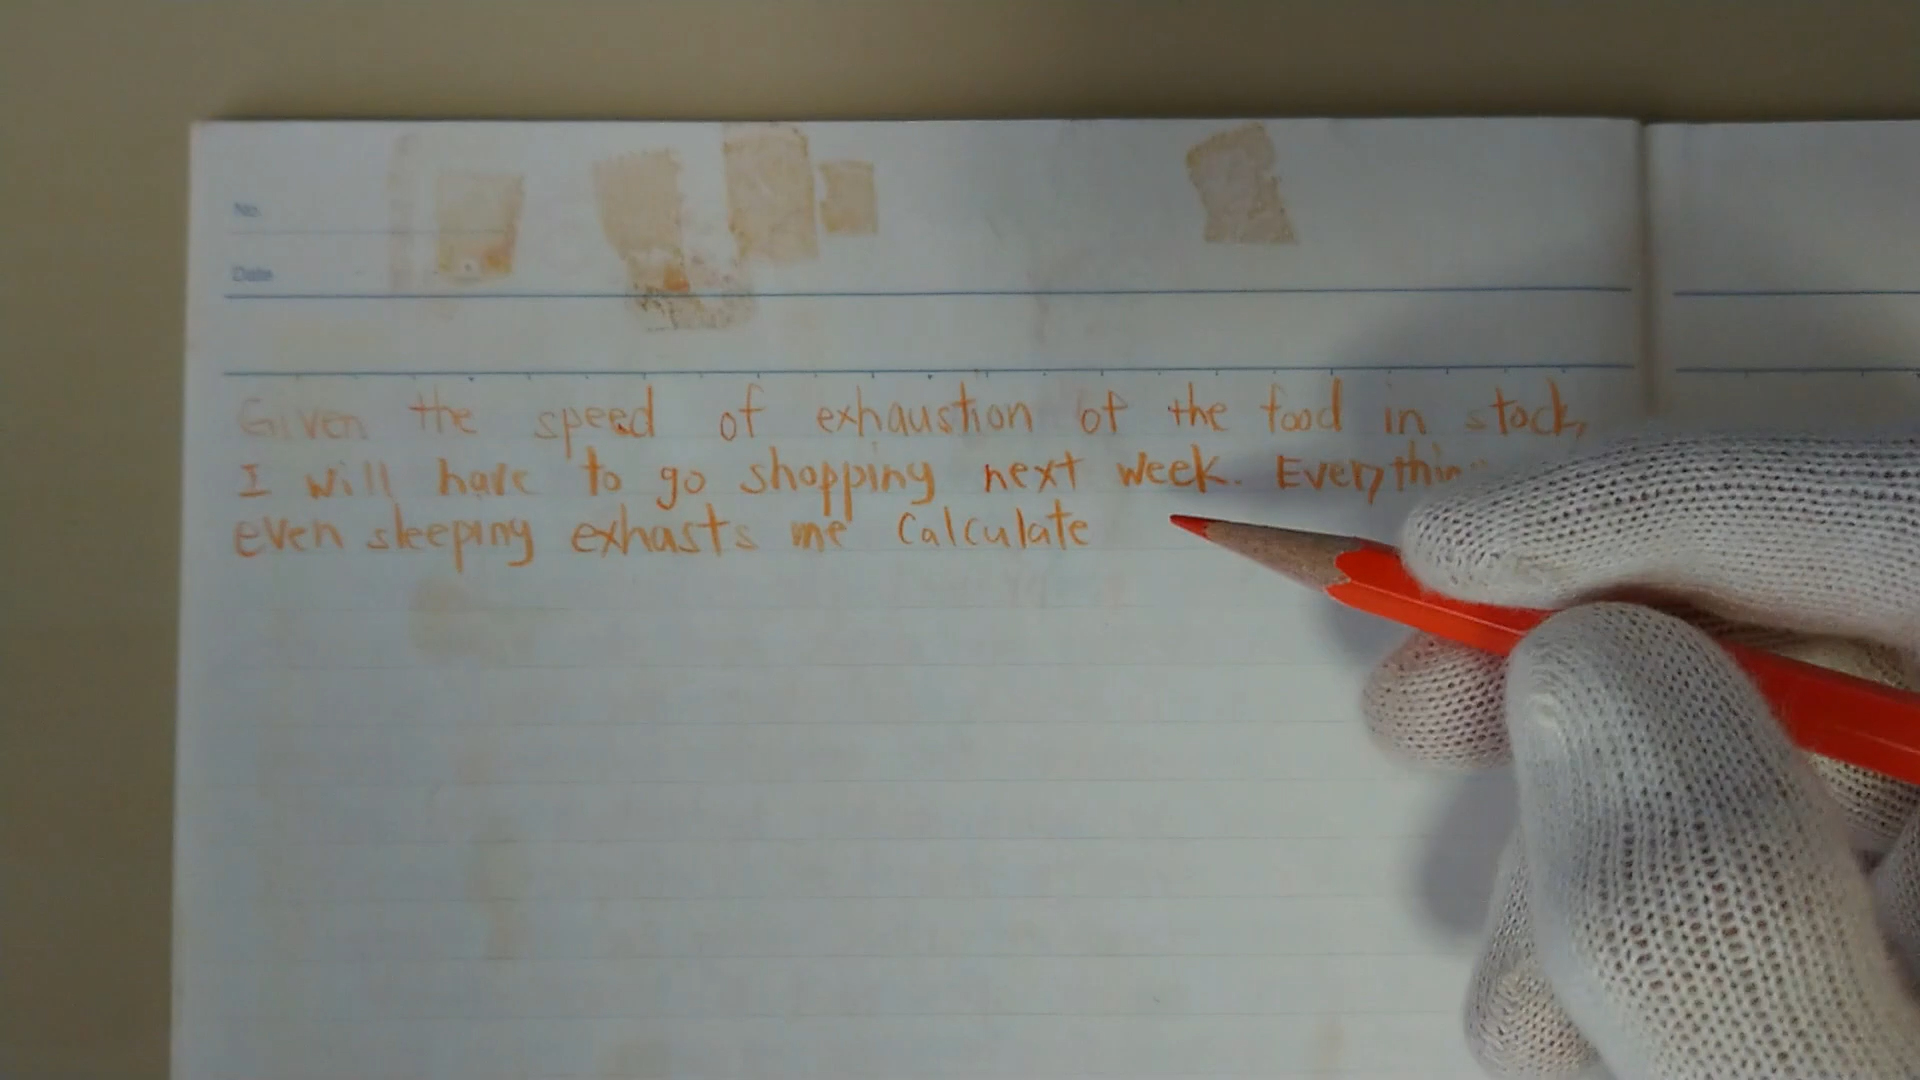 No.
Date
Given the speed of exhaustion of the food in stock,
I will have to go shopping next week. Everythin
even sleeping exhasts me Calculate